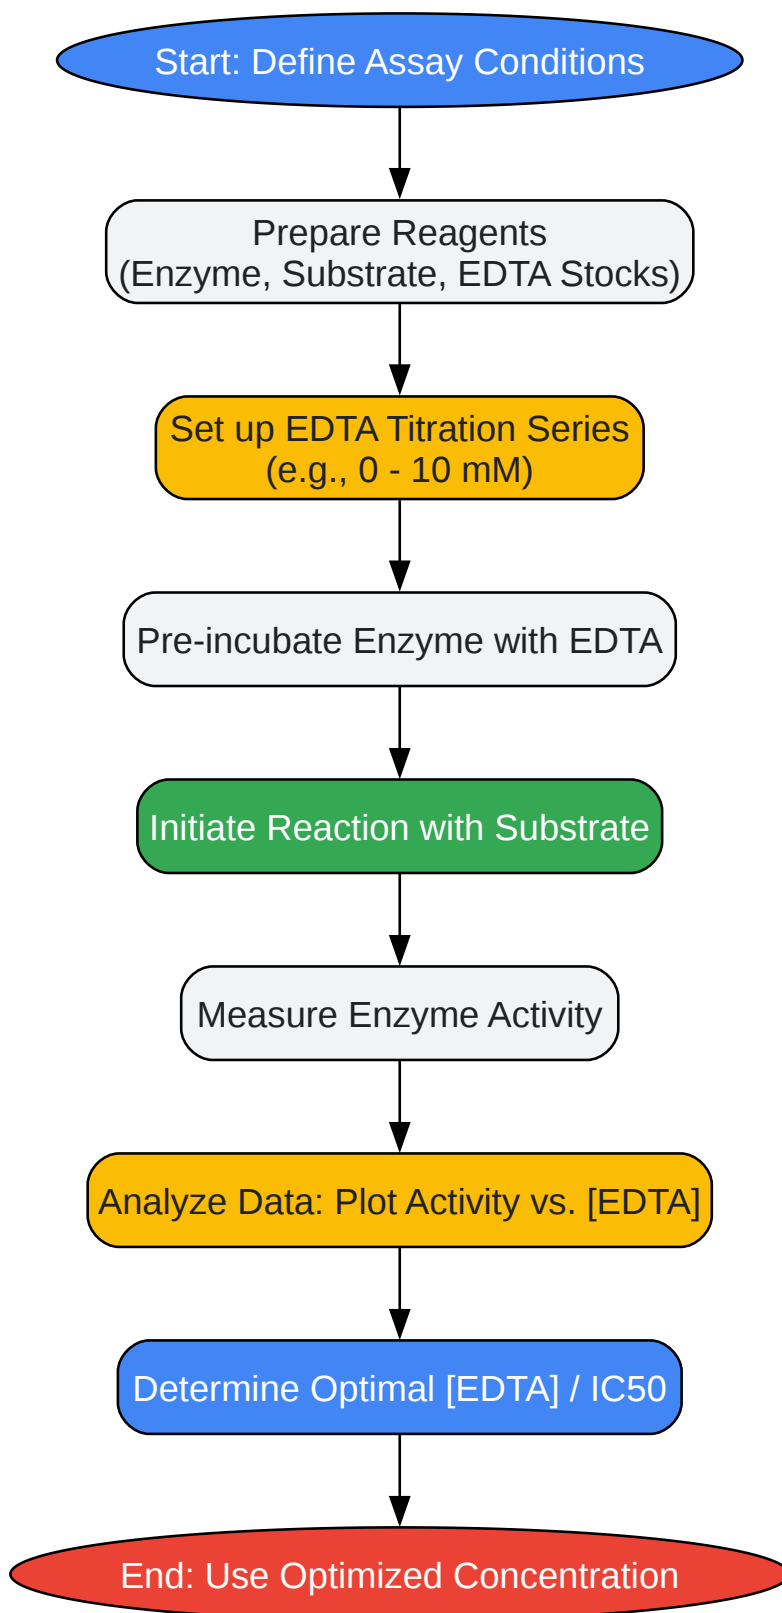 Start: Define Assay Conditions
Prepare Reagents
(Enzyme, Substrate, EDTA Stocks)
Set up EDTA Titration Series
(e.g., 0 - 10 mM)
Pre-incubate Enzyme with EDTA
Initiate Reaction with Substrate
Measure Enzyme Activity
Analyze Data: Plot Activity vs. [EDTA]
Determine Optimal [EDTA] / IC50
End: Use Optimized Concentration